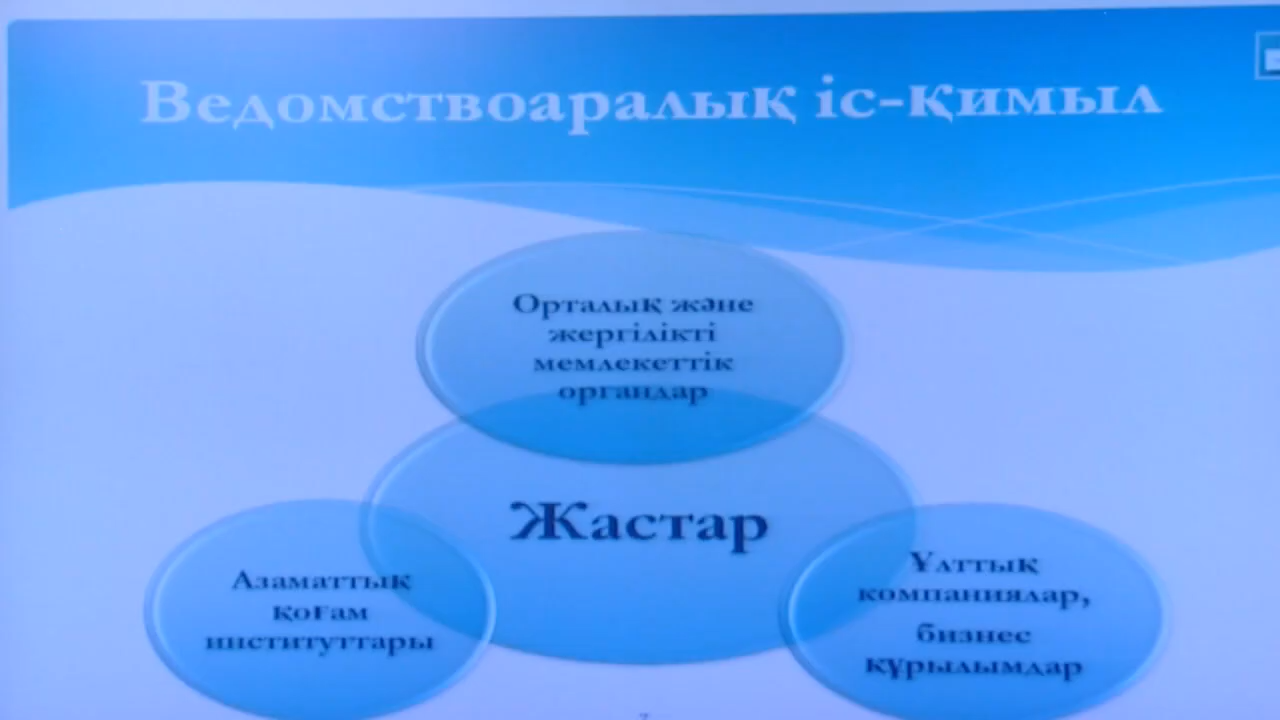 Ведомствоаралық іс-қимыл
Орталық және
жергілікті
мемлекеттік
органдар
Жастар
Азаматтық
қоғам
институттары
Ұлттық
компаниялар,
бизнес
құрылымдар